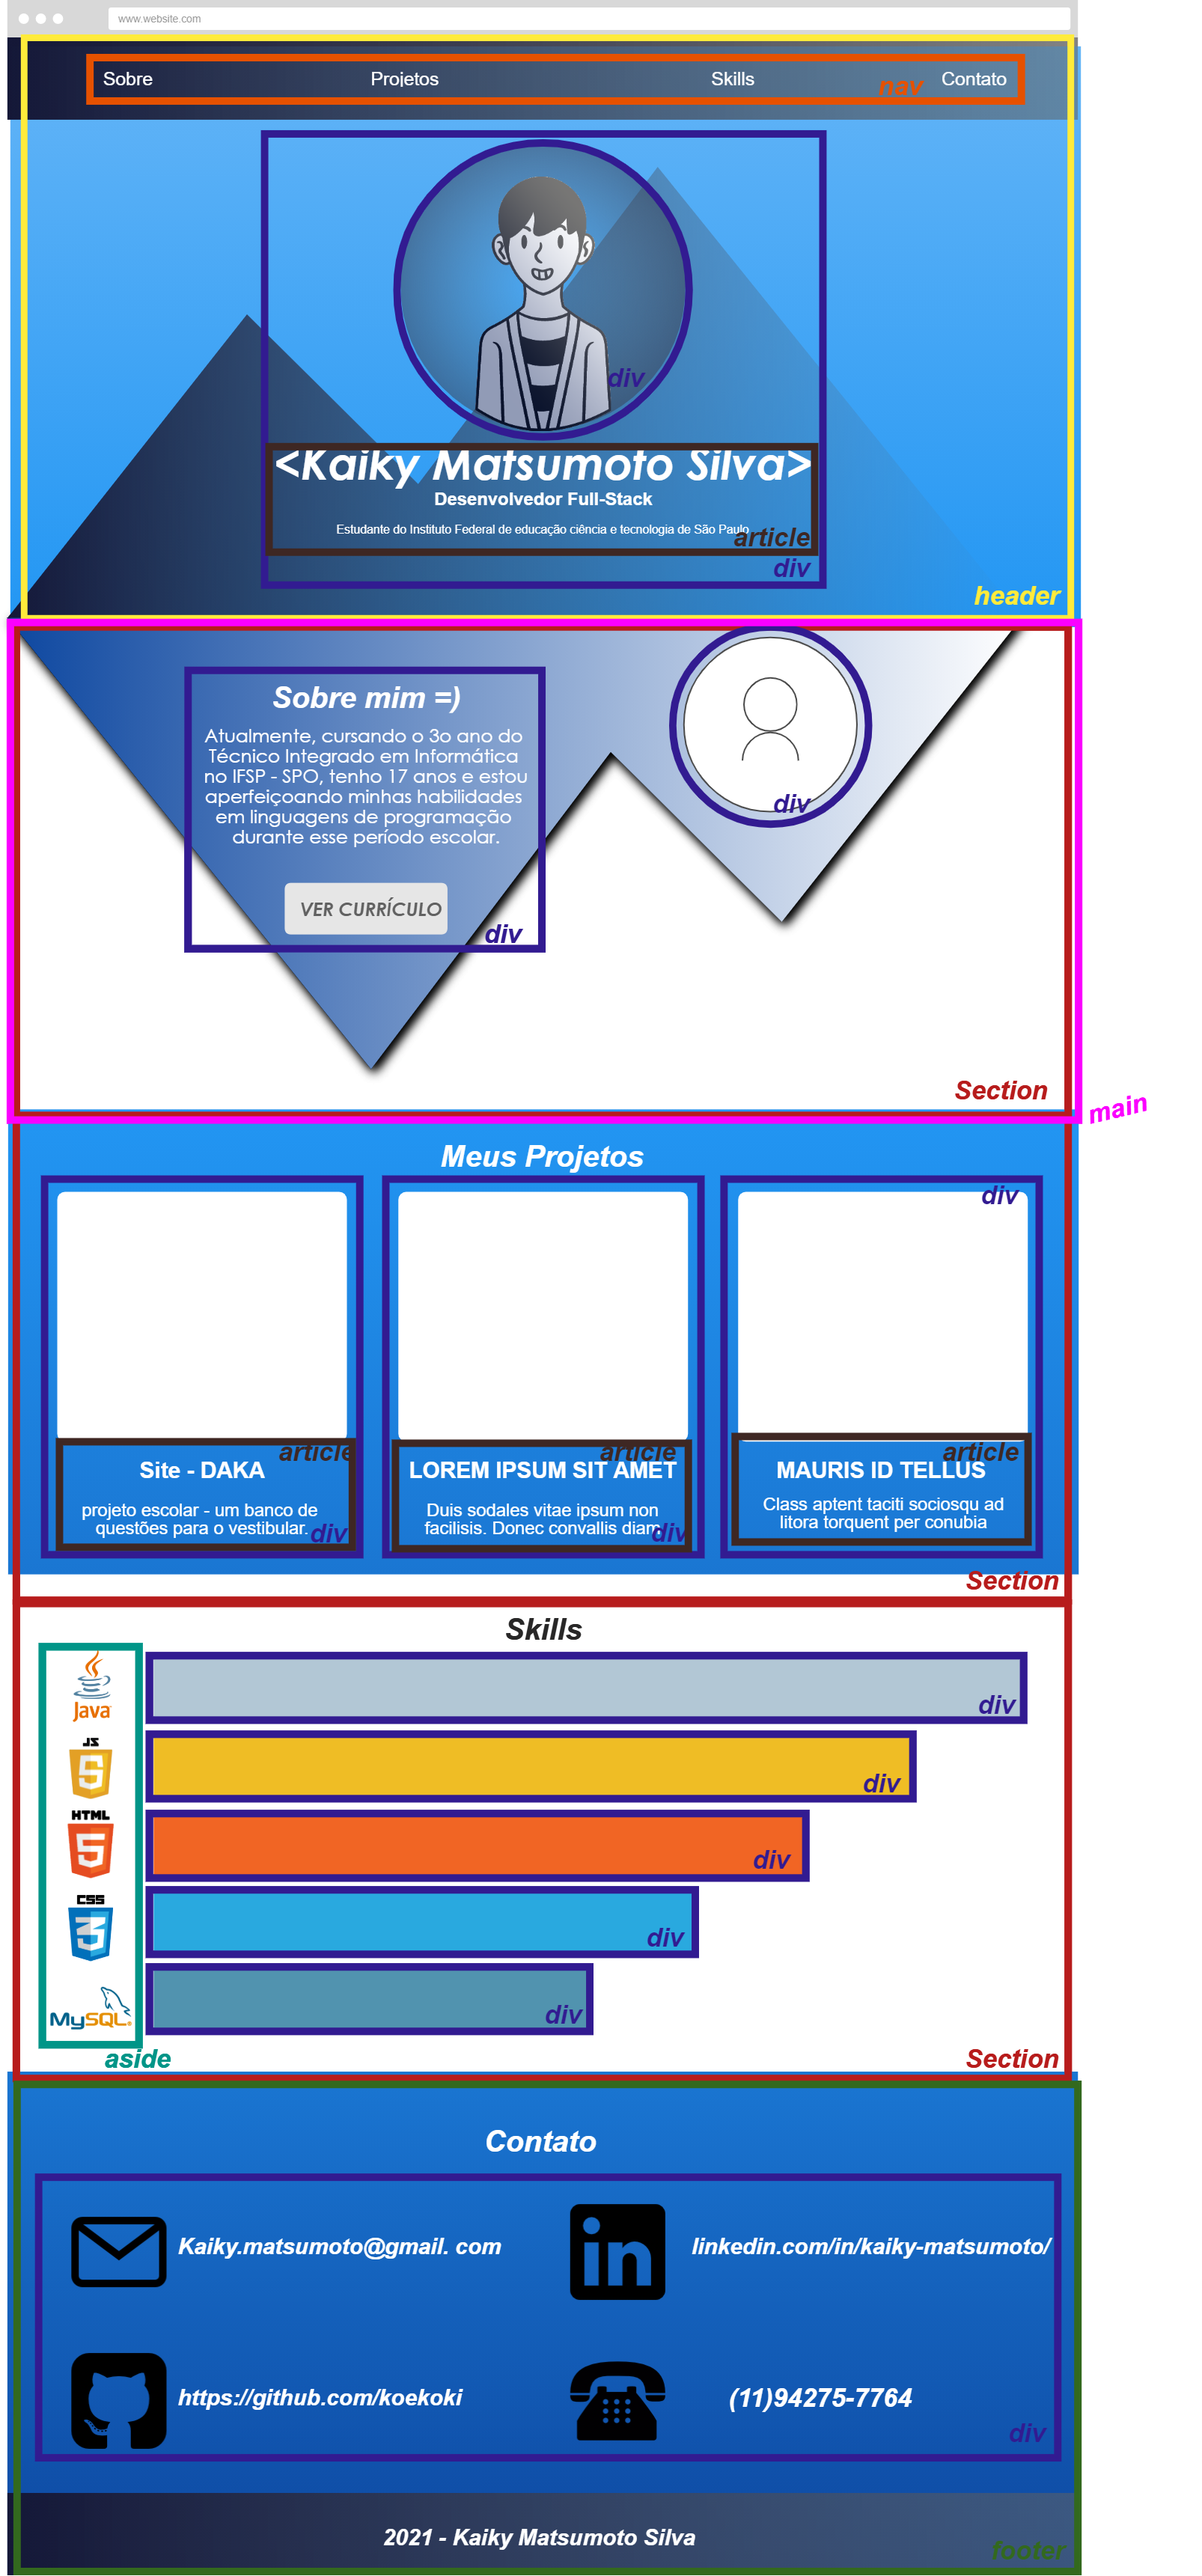 www.website.com
Sobre
Projetos
Skills
nav
Contato
div
<Kaiky Matsumoto Silva>
Desenvolvedor Full-Stack
Estudante do Instituto Federal de educação ciência e tecnologia de São Paulo
article
div
header
Sobre mim =)
Atualmente, cursando o 3o ano do
Técnico Integrado em Informática
no IFSP - SPO, tenho 17 anos e estou
aperfeiçoando minhas habilidades
em linguagens de programação
durante esse período escolar.
VER CURRÍCULO
div
div
Section
main
Meus Projetos
div
article
Site - DAKA
projeto escolar - um banco de
questões para o vestibular.
div
article
LOREM IPSUM SIT AMET
Duis sodales vitae ipsum non
facilisis. Donec convallis diam
div
article
MAURIS ID TELLUS
Class aptent taciti sociosqu ad
litora torquent per conubia
Section
Skills
Java
div
JS
5
div
HTML
5
div
CSS
3
div
MySQL
div
aside
Section
Contato
Kaiky.matsumoto@gmail. com
in
linkedin.com/in/kaiky-matsumoto/
https://github.com/koekoki
(11)94275-7764
div
2021 - Kaiky Matsumoto Silva
footer